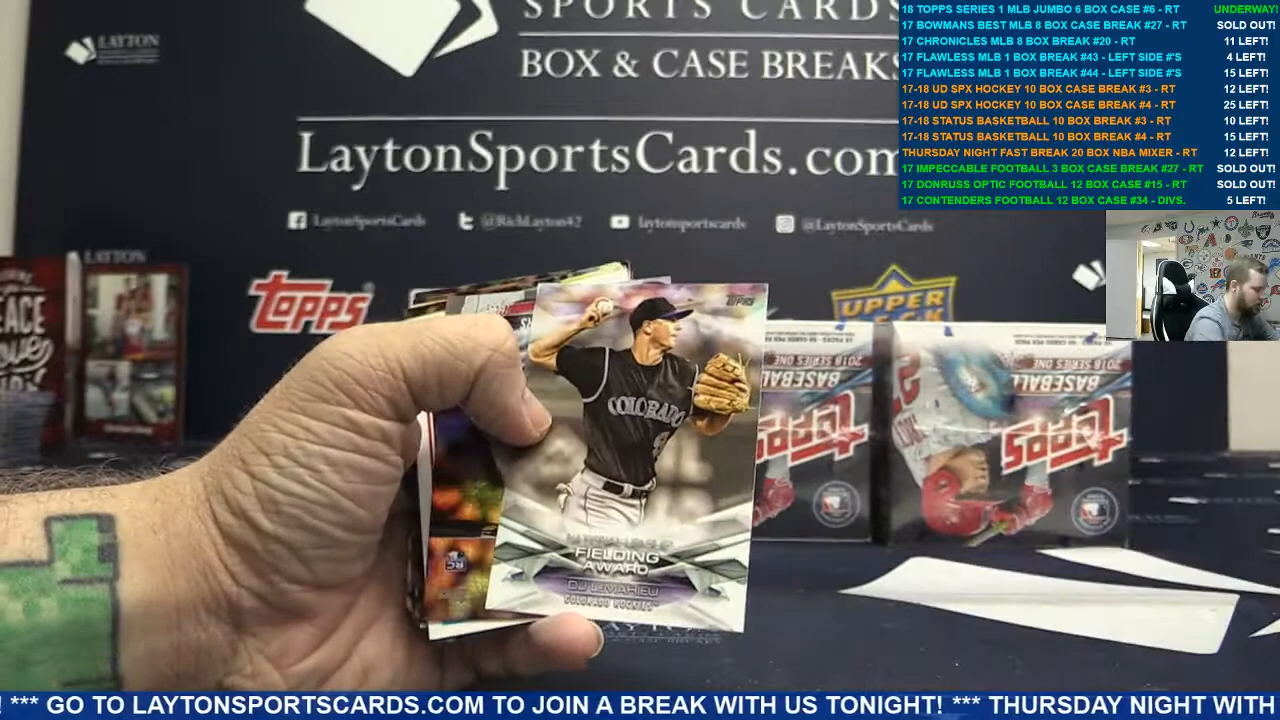 SPORTS CARDS
BOX & CASE BREAKS
LaytonSportsCards.com
LaytonSportsCards
@RichLayton42
laytonsportscards
@LaytonSportsCards
LAYTON
LAYTON
18 TOPPS SERIES 1 MLB JUMBO 6 BOX CASE #6 - RT UNDERWAY!
17 BOWMANS BEST MLB 8 BOX CASE BREAK #27 - RT SOLD OUT!
17 CHRONICLES MLB 8 BOX BREAK #20 - RT 11 LEFT!
17 FLAWLESS MLB 1 BOX BREAK #43 - LEFT SIDE #'S 4 LEFT!
17 FLAWLESS MLB 1 BOX BREAK #44 - LEFT SIDE #'S 15 LEFT!
17-18 UD SPX HOCKEY 10 BOX CASE BREAK #3 - RT 12 LEFT!
17-18 UD SPX HOCKEY 10 BOX CASE BREAK #4 - RT 25 LEFT!
17-18 STATUS BASKETBALL 10 BOX BREAK #3 - RT 10 LEFT!
17-18 STATUS BASKETBALL 10 BOX BREAK #4 - RT 15 LEFT!
THURSDAY NIGHT FAST BREAK 20 BOX NBA MIXER - RT 12 LEFT!
17 IMPECCABLE FOOTBALL 3 BOX CASE BREAK #27 - RT SOLD OUT!
17 DONRUSS OPTIC FOOTBALL 12 BOX CASE #15 - RT SOLD OUT!
17 CONTENDERS FOOTBALL 12 BOX CASE #34 - DIVS. 5 LEFT!
TOPPS
UPPER
PEACE
Love
Topps
COLORADO
9
FIELDING
AWARD
DJ LEMAHIEU
COLORADO ROCKIES
RC
2018 SERIES ONE
BASEBALL
Topps
2018 SERIES ONE
BASEBALL
Topps
! *** GO TO LAYTONSPORTSCARDS.COM TO JOIN A BREAK WITH US TONIGHT! *** THURSDAY NIGHT WITH